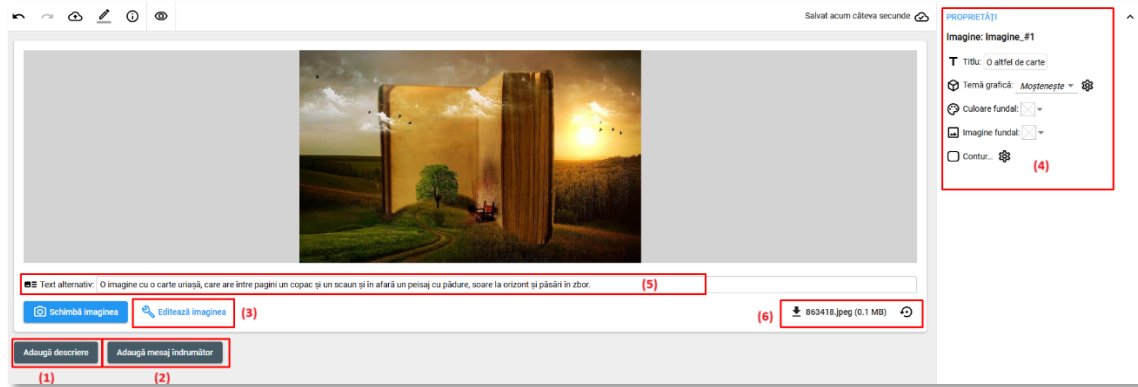 Salvat acum câteva secunde
PROPRIETĂȚI
Imagine: Imagine_#1
Titlu: O altfel de carte
Temă grafică: Moștenește
Culoare fundal:
Imagine fundal:
Contur...
(4)
Text alternativ: O imagine cu o carte uriașă, care are între pagini un copac și un scaun și în afară un peisaj cu pădure, soare la orizont și păsări în zbor.
(5)
Schimbă imaginea
Editează imaginea
(3)
(6)
863418.jpeg (0.1 MB)
Adaugă descriere
Adaugă mesaj îndrumător
(1)
(2)